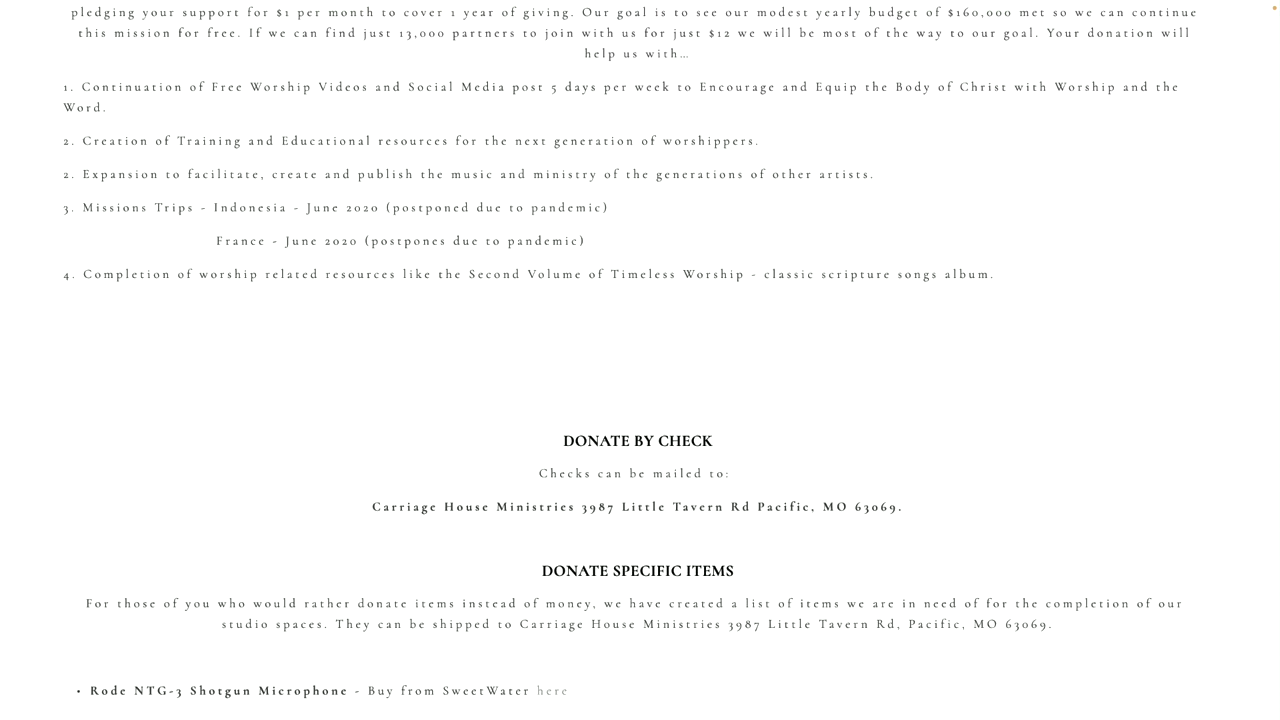 pledging your support for $1 per month to cover 1 year of giving. Our goal is to see our modest yearly budget of $160,000 met so we can continue
this mission for free. If we can find just 13,000 partners to join with us for just $12 we will be most of the way to our goal. Your donation will
help us with…
1. Continuation of Free Worship Videos and Social Media post 5 days per week to Encourage and Equip the Body of Christ with Worship and the
Word.
2. Creation of Training and Educational resources for the next generation of worshippers.
2. Expansion to facilitate, create and publish the music and ministry of the generations of other artists.
3. Missions Trips - Indonesia - June 2020 (postponed due to pandemic)
France - June 2020 (postpones due to pandemic)
4. Completion of worship related resources like the Second Volume of Timeless Worship - classic scripture songs album.
DONATE BY CHECK
Checks can be mailed to:
Carriage House Ministries 3987 Little Tavern Rd Pacific, MO 63069.
DONATE SPECIFIC ITEMS
For those of you who would rather donate items instead of money, we have created a list of items we are in need of for the completion of our
studio spaces. They can be shipped to Carriage House Ministries 3987 Little Tavern Rd, Pacific, MO 63069.
• Rode NTG-3 Shotgun Microphone - Buy from SweetWater here